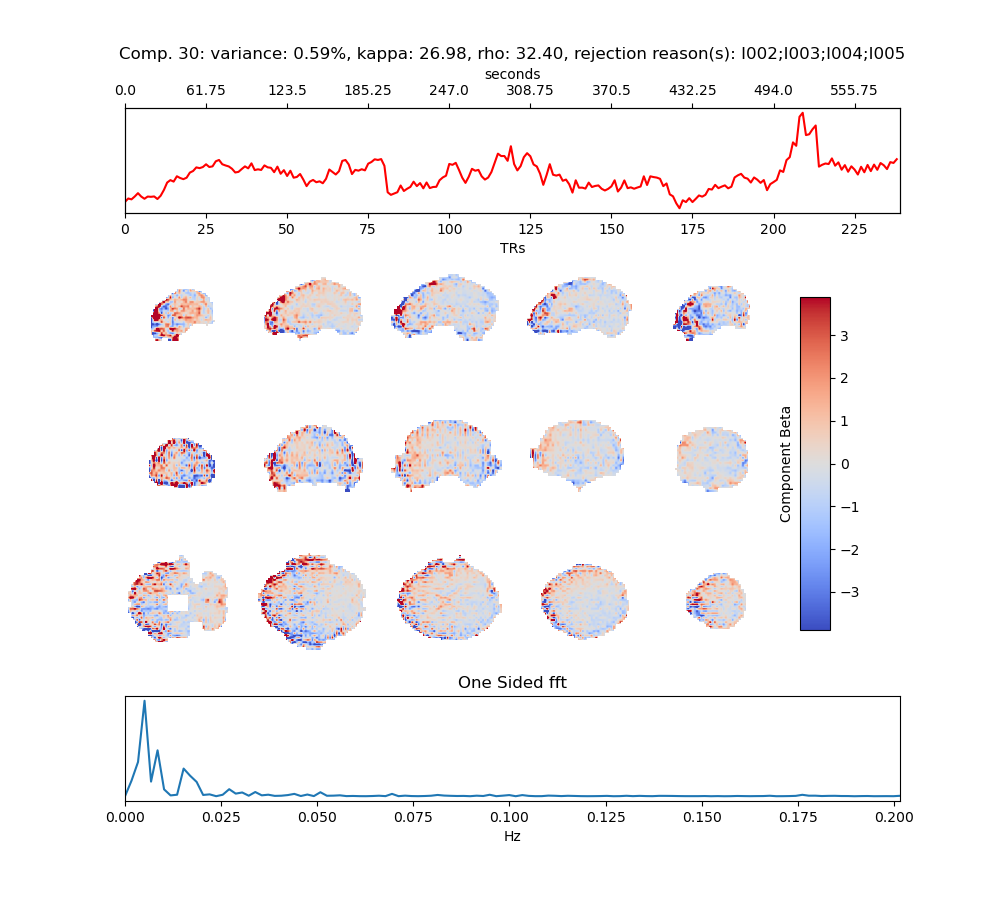 Comp. 30: variance: 0.59%, kappa: 26.98, rho: 32.40, rejection reason(s): I002;I003;I004;I005
seconds
0.0 61.75 123.5 185.25 247.0 308.75 370.5 432.25 494.0 555.75
0 25 50 75 100 125 150 175 200 225
TRs
3
2
1
0
−1
−2
−3
Component Beta
One Sided fft
0.000 0.025 0.050 0.075 0.100 0.125 0.150 0.175 0.200
Hz